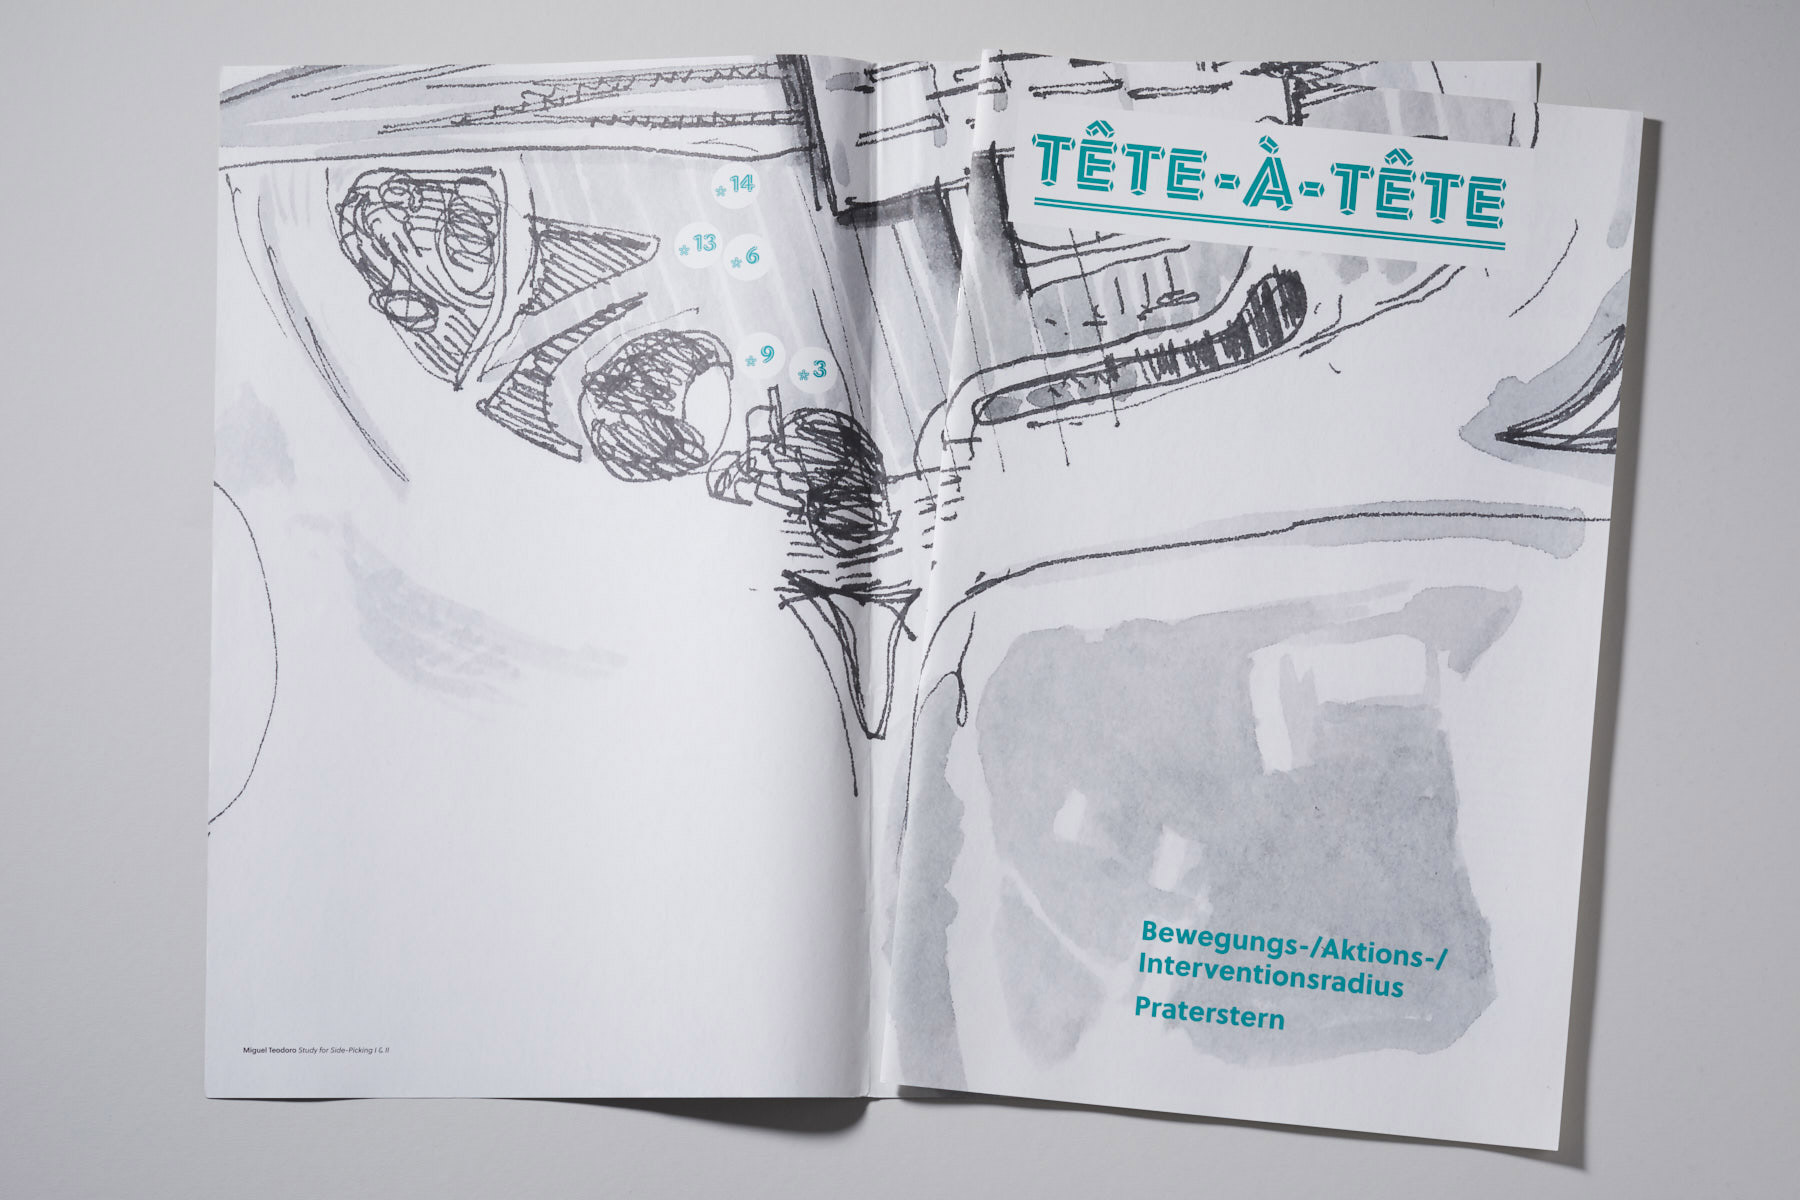 TÊTE-À-TÊTE
*14
*13
*6
*9
*3
Bewegungs-/Aktions-/
Interventionsradius
Praterstern
Miguel Teodoro Study for Side-Picking I & II